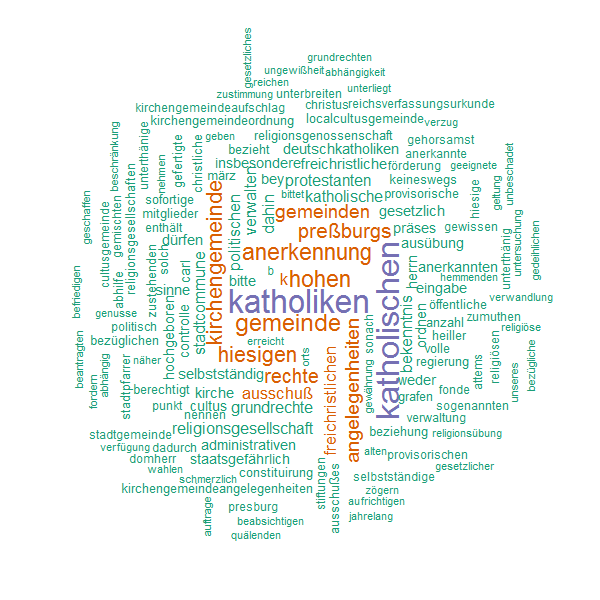 grundrechten
ungewißheit abhängigkeit
gesetzliches
reichen
unterliegt
zustimmung unterbreiten
kirchengemeindeaufschlag
christus reichsverfassungsurkunde
kirchengemeindeordnung
localcultusgemeinde verzug
beschränkung
unterthänige
gefertigte
geben
religionsgenossenschaft
gehorsamst
christliche
bezieht
deutschkatholiken
anerkannte
insbesondere freichristliche förderung
geeignete
nehmen
märz
bey protestanten
keineswegs
unbeschadet
geltung
hiesige
sofortige
verwalten
bittet katholische provisorische
geschaffen
cultusgemeinde
gemischten
religionsgesellschaften
mitglieder
kirchengemeinde
politischen
dahin
gemeinden
gesetzlich
gewissen
enthält
preßburgs
präses
dürfen
ausübung
untersuchung
gedeihlichen
unterthänig
abhilfe
zustehenden
solch
carl
anerkennung
katholischen
herrn
anerkannten
hemmenden
befriedigen
sinne
stadtcommune
bitte
b
k
hohen
eingabe
genusse
controlle
hochgeboren
katholiken
öffentliche
verwandlung
politisch
gemeinde
sonach
ordnen
anzahl
zumuthen
religiöse
bezüglichen
erreicht
bekenntnis
heiller
beantragten
abhängig
näher
hiesigen
orts
angelegenheiten
volle
regierung
religiösen
fordern
stadtpfarrer
selbstständig
rechte
freichristlichen
gewährung
weder
attems
unseres
bezügliche
berechtigt
kirche
ausschuß
grafen
fonde
punkt
cultus
grundrechte
sogenannten
nennen
religionsgesellschaft
alten
verwaltung
stadtgemeinde
beziehung
religionsübung
verfügung dadurch
administrativen
domherr
staatsgefährlich
provisorischen
wahlen
gesetzlicher
schmerzlich
constituirung
stiftungen
ausschußes
selbstständige
kirchengemeindeangelegenheiten
zögern
auftrage
presburg
aufrichtigen
beabsichtigen
jahrelang
quälenden